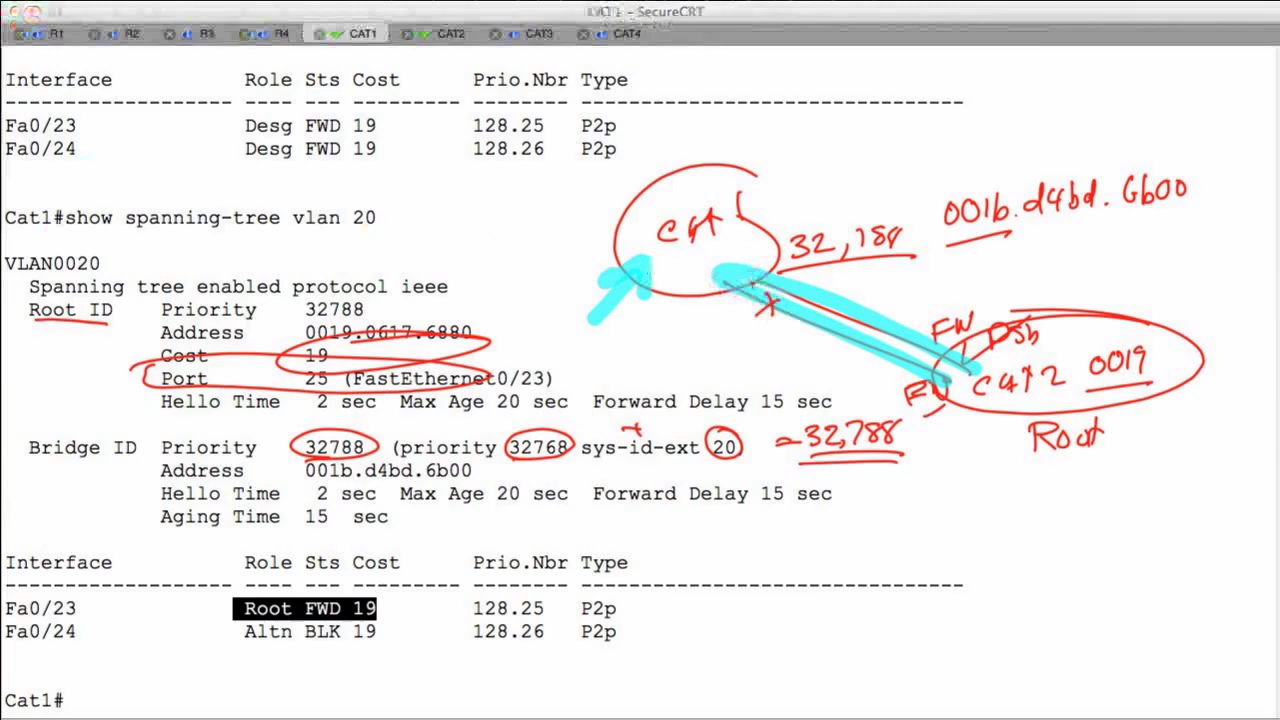 CAT1 - SecureCRT
R1 R2 R3 R4 CAT1 CAT2 CAT3 CAT4
Interface Role Sts Cost Prio.Nbr Type
------------------- ---- --- --------- -------- --------------------------------
Fa0/23 Desg FWD 19 128.25 P2p
Fa0/24 Desg FWD 19 128.26 P2p
Cat1#show spanning-tree vlan 20
VLAN0020
Spanning tree enabled protocol ieee
Root ID Priority 32788
Address 0019.0617.6880
Cost 19
Port 25 (FastEthernet0/23)
Hello Time 2 sec Max Age 20 sec Forward Delay 15 sec
Bridge ID Priority 32788 (priority 32768 sys-id-ext 20) = 32,788
Address 001b.d4bd.6b00
Hello Time 2 sec Max Age 20 sec Forward Delay 15 sec
Aging Time 15 sec
Interface Role Sts Cost Prio.Nbr Type
------------------- ---- --- --------- -------- --------------------------------
Fa0/23 Root FWD 19 128.25 P2p
Fa0/24 Altn BLK 19 128.26 P2p
Cat1#
001b.d4bd.6b00
cat 1
32,788
FW
CAT2 0019
FW
Root